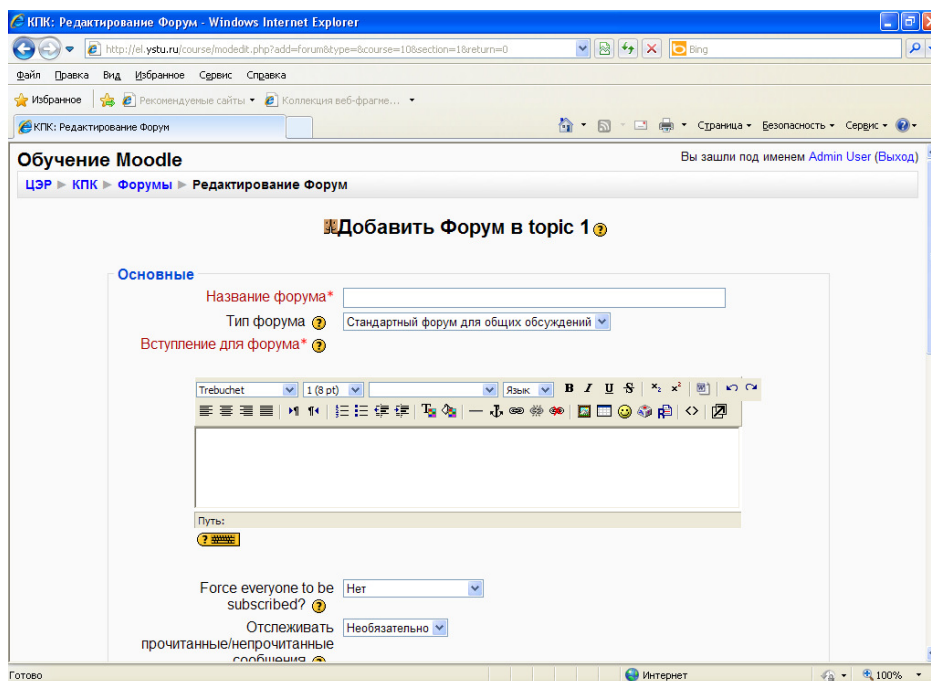 КПК: Редактирование Форум - Windows Internet Explorer
http://el.ystu.ru/course/modedit.php?add=forum&type=&course=10&section=1&return=0
Bing
Файл Правка Вид Избранное Сервис Справка
Избранное Рекомендуемые сайты Коллекция веб-фрагме...
КПК: Редактирование Форум Страница Безопасность Сервис
Обучение Moodle Вы зашли под именем Admin User (Выход)
ЦЭР ► КПК ► Форумы ► Редактирование Форум
Добавить Форум в topic 1
Основные
Название форума*
Тип форума Стандартный форум для общих обсуждений
Вступление для форума*
Trebuchet 1 (8 pt) Язык B I U S x₂ x²
Путь:
Force everyone to be Нет
subscribed?
Отслеживать Необязательно
прочитанные/непрочитанные
сообщения
Готово Интернет 100%